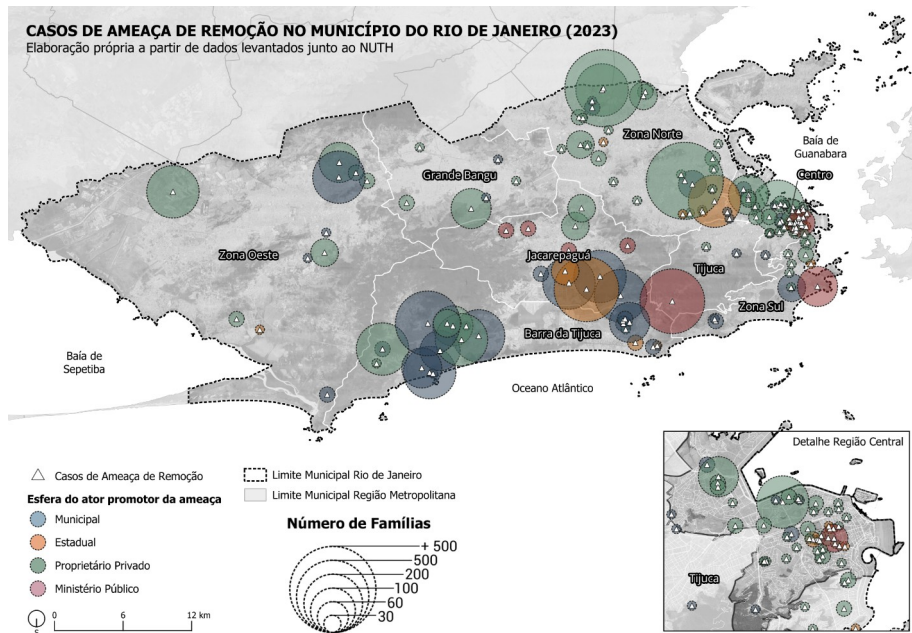 CASOS DE AMEAÇA DE REMOÇÃO NO MUNICÍPIO DO RIO DE JANEIRO (2023)
Elaboração própria a partir de dados levantados junto ao NUTH
Zona Norte
Baía de
Guanabara
Grande Bangu
Centro
Zona Oeste
Jacarepaguá
Tijuca
Zona Sul
Barra da Tijuca
Baía de
Sepetiba
Oceano Atlântico
Detalhe Região Central
Tijuca
Casos de Ameaça de Remoção
Esfera do ator promotor da ameaça
Municipal
Estadual
Proprietário Privado
Ministério Público
0 6 12 km
S
Limite Municipal Rio de Janeiro
Limite Municipal Região Metropolitana
Número de Famílias
+ 500
500
200
100
60
30